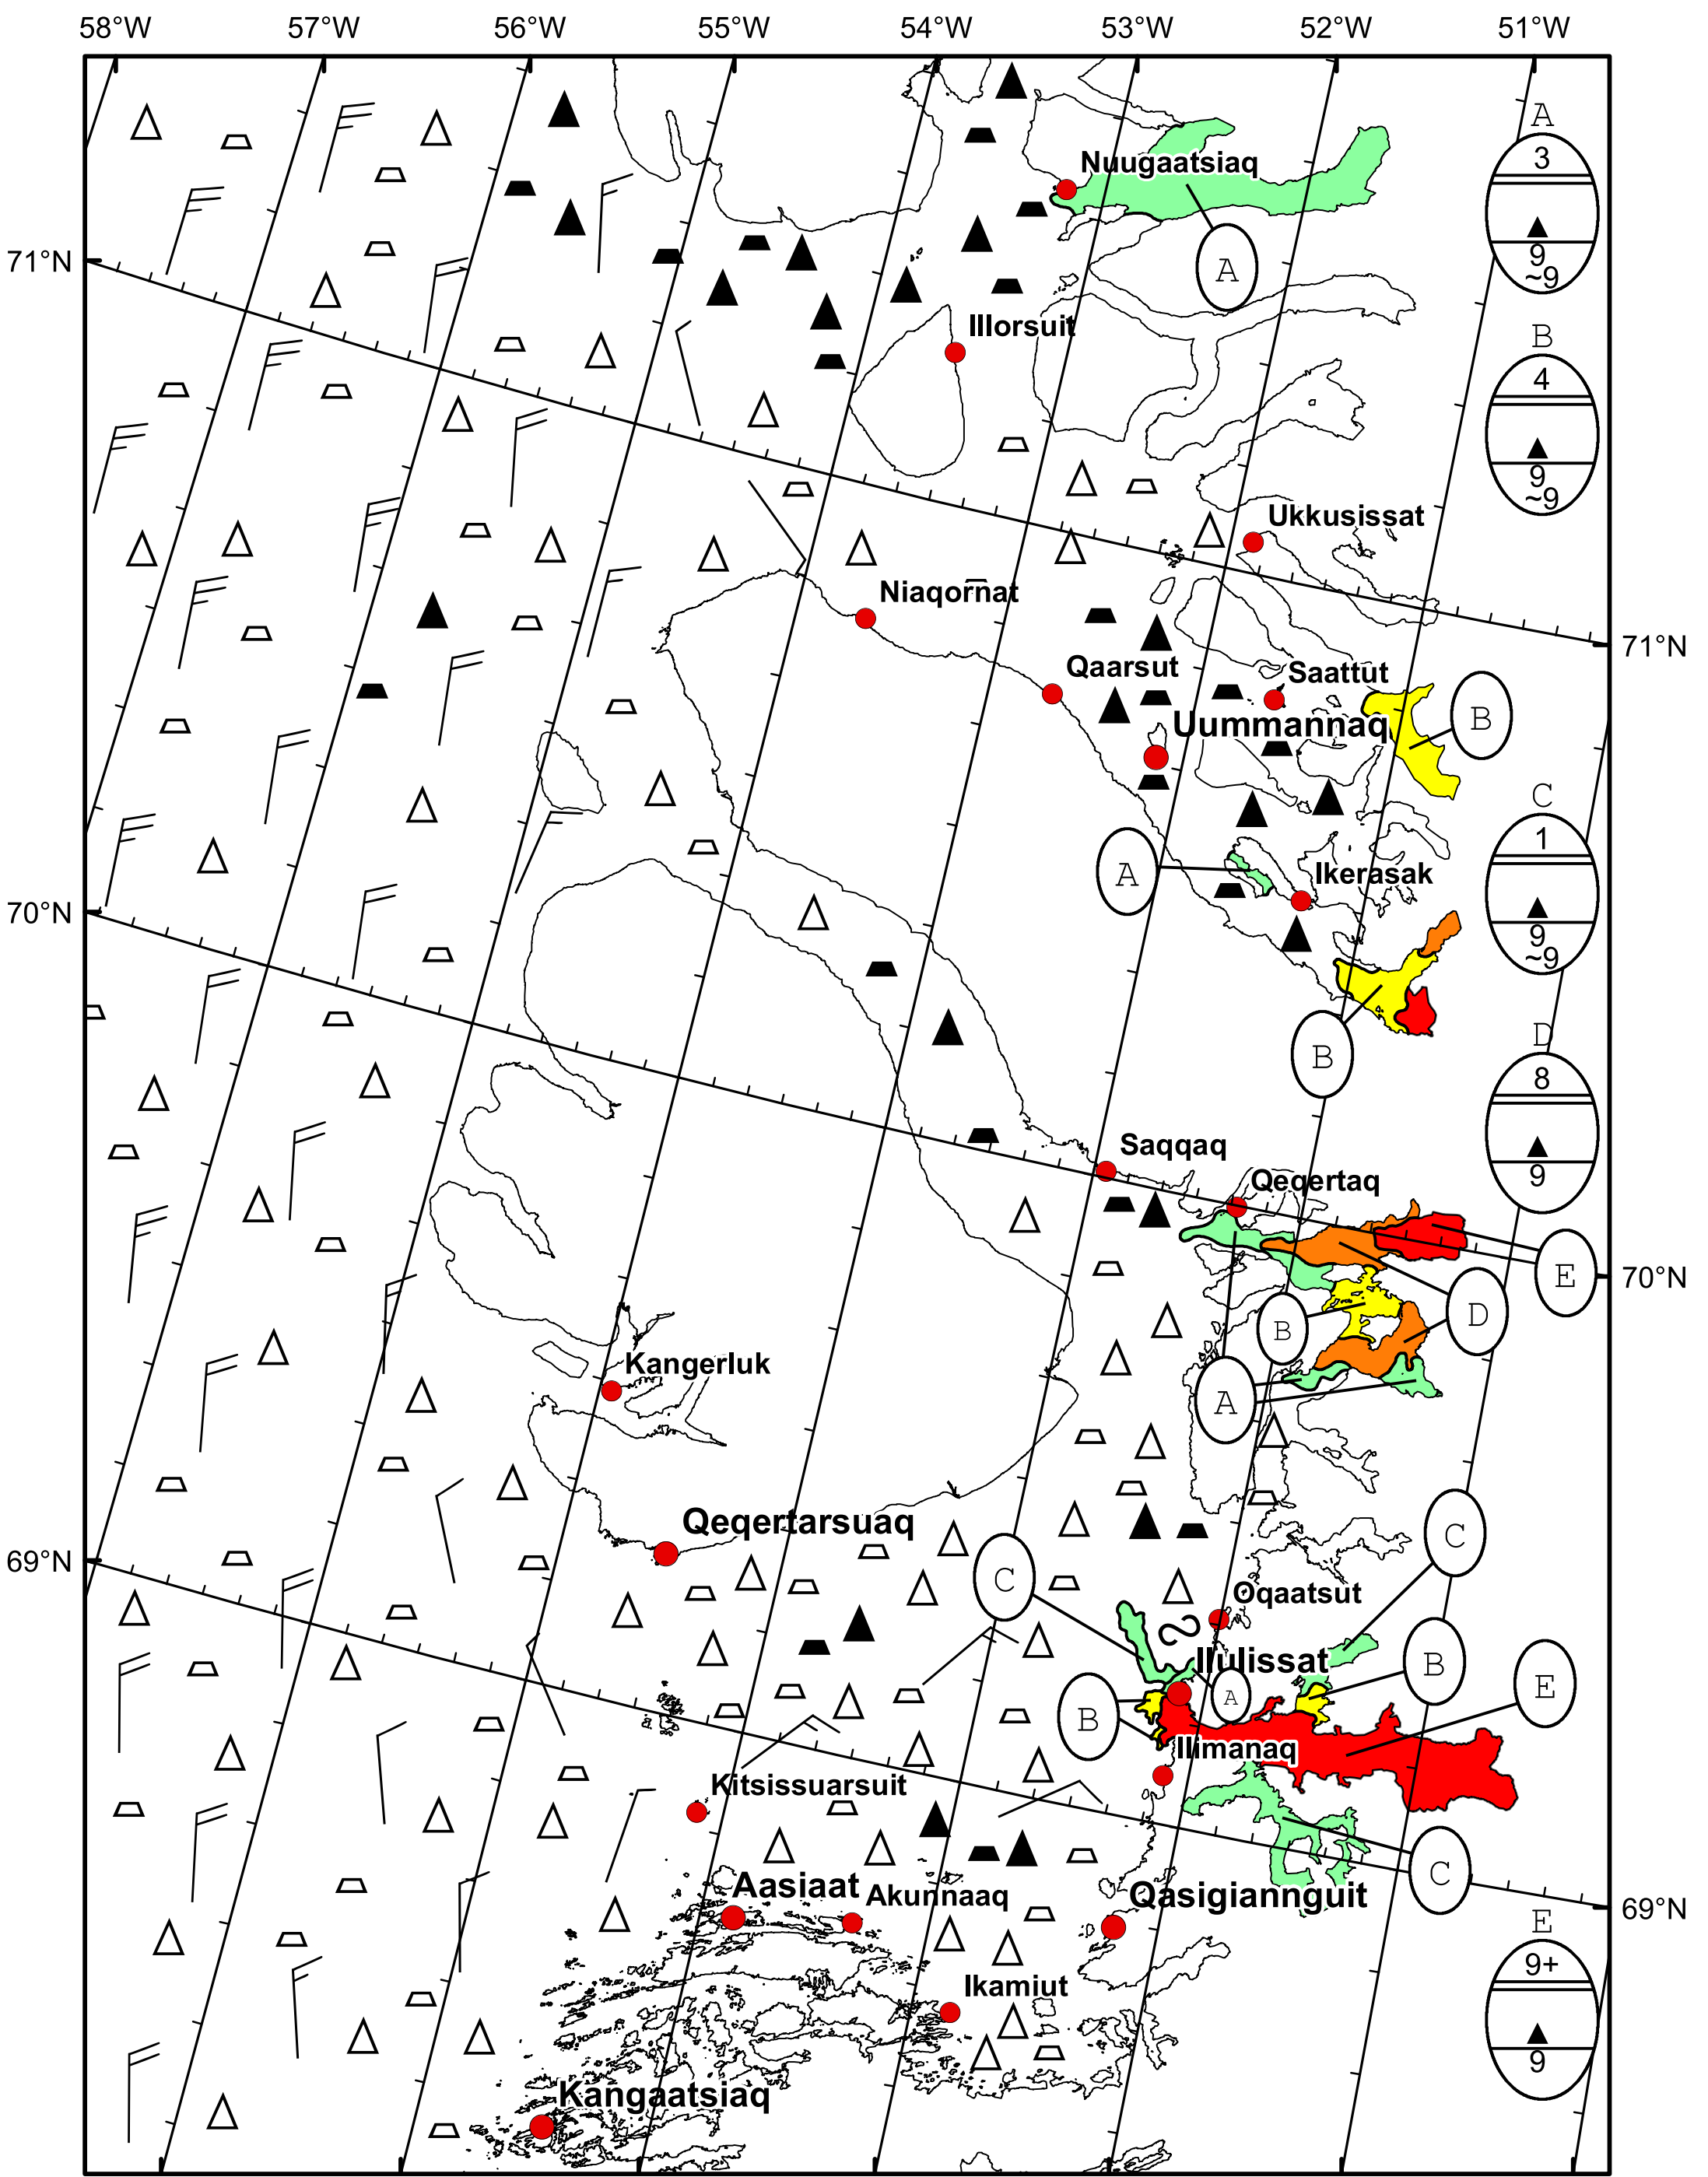 58°W 57°W 56°W 55°W 54°W 53°W 52°W 51°W
A
3
9
~9
Nuugaatsiaq
A
71°N
Illorsuit
B
4
9
~9
Ukkusissat
Niaqornat
71°N
Qaarsut
Saattut
Uummannaq
B
C
1
9
~9
A
Ikerasak
70°N
B
D
8
9
Saqqaq
Qeqertaq
E
70°N
D
B
Kangerluk
A
Qeqertarsuaq
C
C
69°N
Oqaatsut
Ilulissat
B
A
E
B
Ilimanaq
Kitsissuarsuit
C
Aasiaat
Akunnaaq
Qasigiannguit
69°N
E
9+
9
Ikamiut
Kangaatsiaq